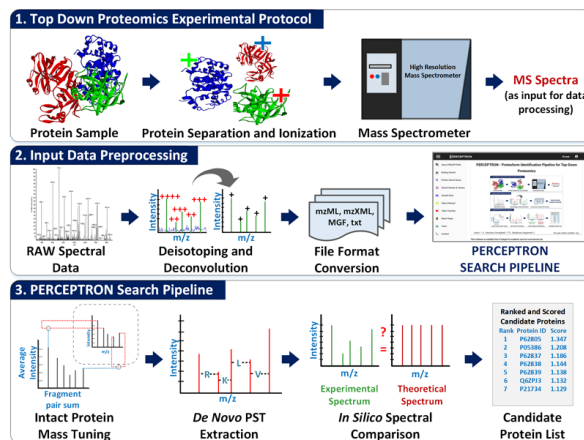 1. Top Down Proteomics Experimental Protocol
High Resolution
Mass Spectrometer
MS Spectra
(as input for data
processing)
Protein Sample
Protein Separation and Ionization
Mass Spectrometer
2. Input Data Preprocessing
Intensity
m/z
Intensity
m/z
mzML, mzXML,
MGF, txt
PERCEPTRON
RAW Spectral
Data
Deisotoping and
Deconvolution
File Format
Conversion
PERCEPTRON
SEARCH PIPELINE
3. PERCEPTRON Search Pipeline
Average
Intensity
Intensity
m/z
Fragment
pair sum
Intensity
R
K
L
V
m/z
Intensity
?
=
m/z
Experimental
Spectrum
Theoretical
Spectrum
Ranked and Scored
Candidate Proteins
Rank Protein ID Score
1 P62805 1.347
2 P05386 1.208
3 P62837 1.186
4 P62838 1.144
5 P62839 1.138
6 Q6ZPJ3 1.132
7 P21734 1.129
Intact Protein
Mass Tuning
De Novo PST
Extraction
In Silico Spectral
Comparison
Candidate
Protein List